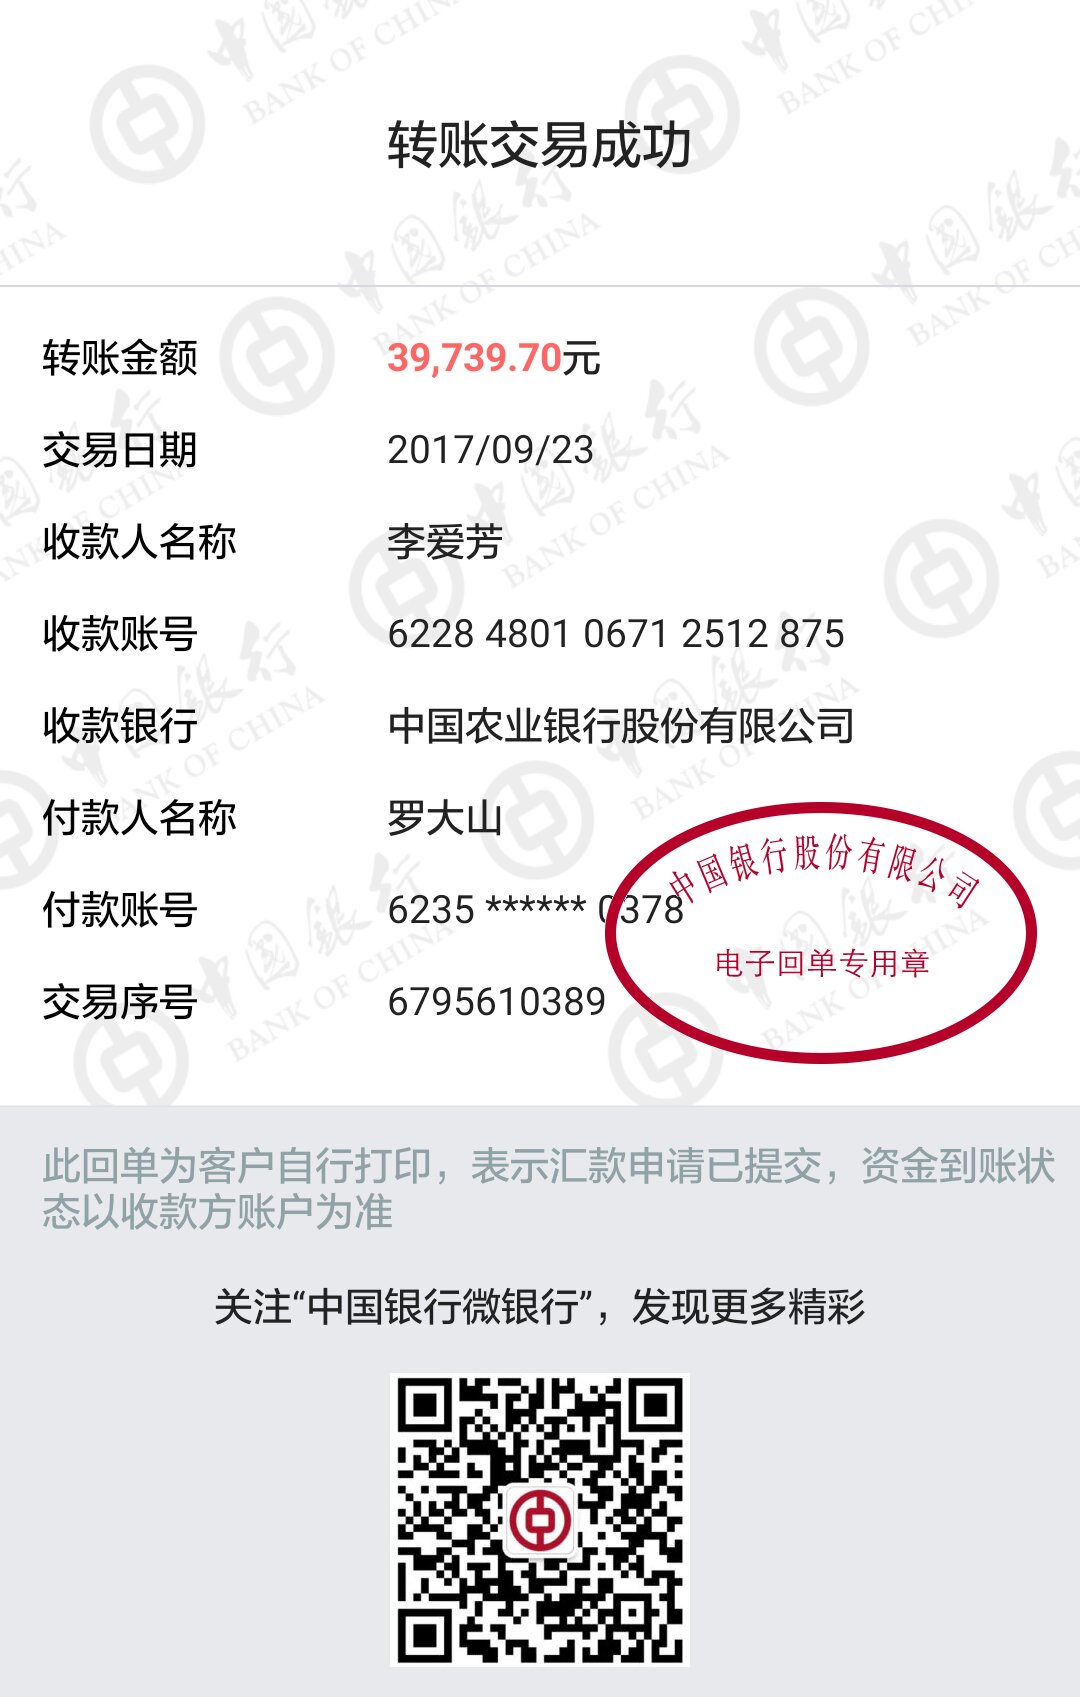 转账交易成功
转账金额 39,739.70元
交易日期 2017/09/23
收款人名称 李爱芳
收款账号 6228 4801 0671 2512 875
收款银行 中国农业银行股份有限公司
付款人名称 罗大山
付款账号 6235 ****** 0378
交易序号 6795610389
中国银行股份有限公司
电子回单专用章
此回单为客户自行打印，表示汇款申请已提交，资金到账状
态以收款方账户为准
关注“中国银行微银行”，发现更多精彩
中国银行
BANK OF CHINA